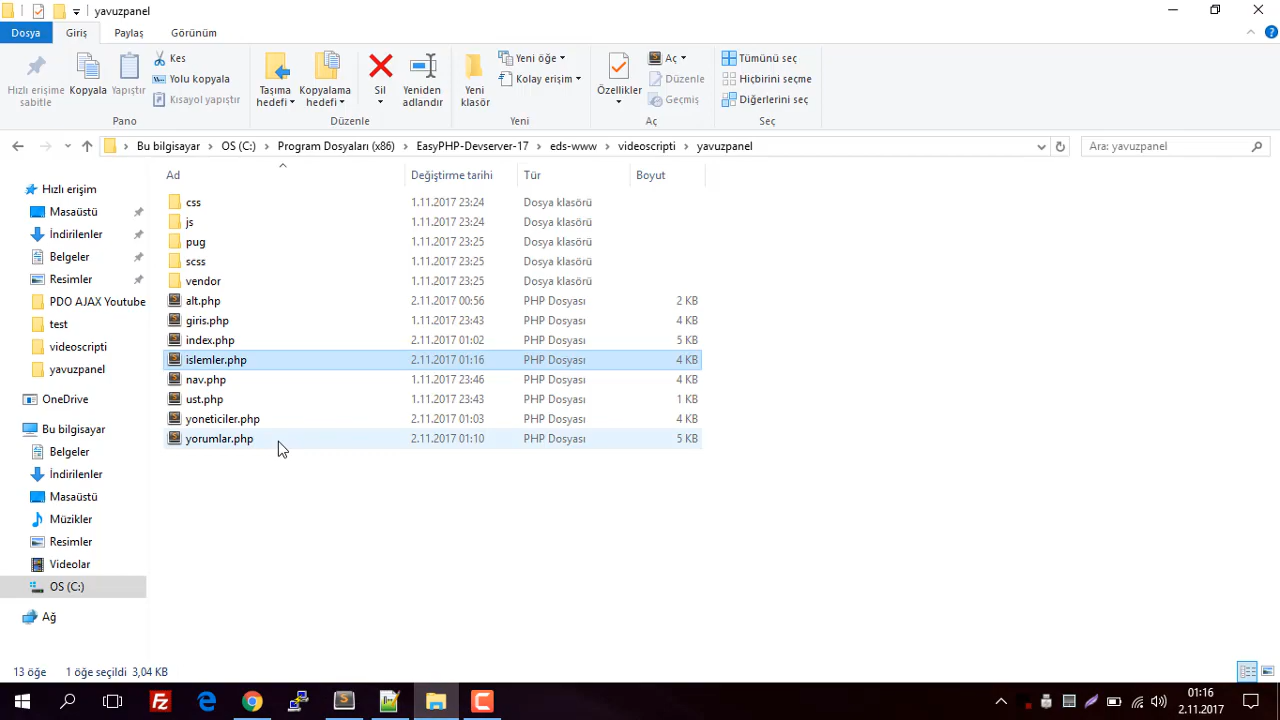 yavuzpanel
Dosya Giriş Paylaş Görünüm
Hızlı erişime sabitle
Kopyala
Yapıştır
Kes
Yolu kopyala
Kısayol yapıştır
Pano
Taşıma hedefi
Kopyalama hedefi
Sil
Yeniden adlandır
Düzenle
Yeni klasör
Yeni öğe
Kolay erişim
Yeni
Özellikler
Aç
Düzenle
Geçmiş
Aç
Tümünü seç
Hiçbirini seçme
Diğerlerini seç
Seç
Bu bilgisayar > OS (C:) > Program Dosyaları (x86) > EasyPHP-Devserver-17 > eds-www > videoscripti > yavuzpanel
Ara: yavuzpanel
Hızlı erişim
Masaüstü
İndirilenler
Belgeler
Resimler
PDO AJAX Youtube
test
videoscripti
yavuzpanel
OneDrive
Bu bilgisayar
Belgeler
İndirilenler
Masaüstü
Müzikler
Resimler
Videolar
OS (C:)
Ağ
Ad Değiştirme tarihi Tür Boyut
css 1.11.2017 23:24 Dosya klasörü
js 1.11.2017 23:24 Dosya klasörü
pug 1.11.2017 23:25 Dosya klasörü
scss 1.11.2017 23:25 Dosya klasörü
vendor 1.11.2017 23:25 Dosya klasörü
alt.php 2.11.2017 00:56 PHP Dosyası 2 KB
giris.php 1.11.2017 23:43 PHP Dosyası 4 KB
index.php 2.11.2017 01:02 PHP Dosyası 5 KB
islemler.php 2.11.2017 01:16 PHP Dosyası 4 KB
nav.php 1.11.2017 23:46 PHP Dosyası 4 KB
ust.php 1.11.2017 23:43 PHP Dosyası 1 KB
yoneticiler.php 2.11.2017 01:03 PHP Dosyası 4 KB
yorumlar.php 2.11.2017 01:10 PHP Dosyası 5 KB
13 öğe 1 öğe seçildi 3,04 KB
01:16
2.11.2017